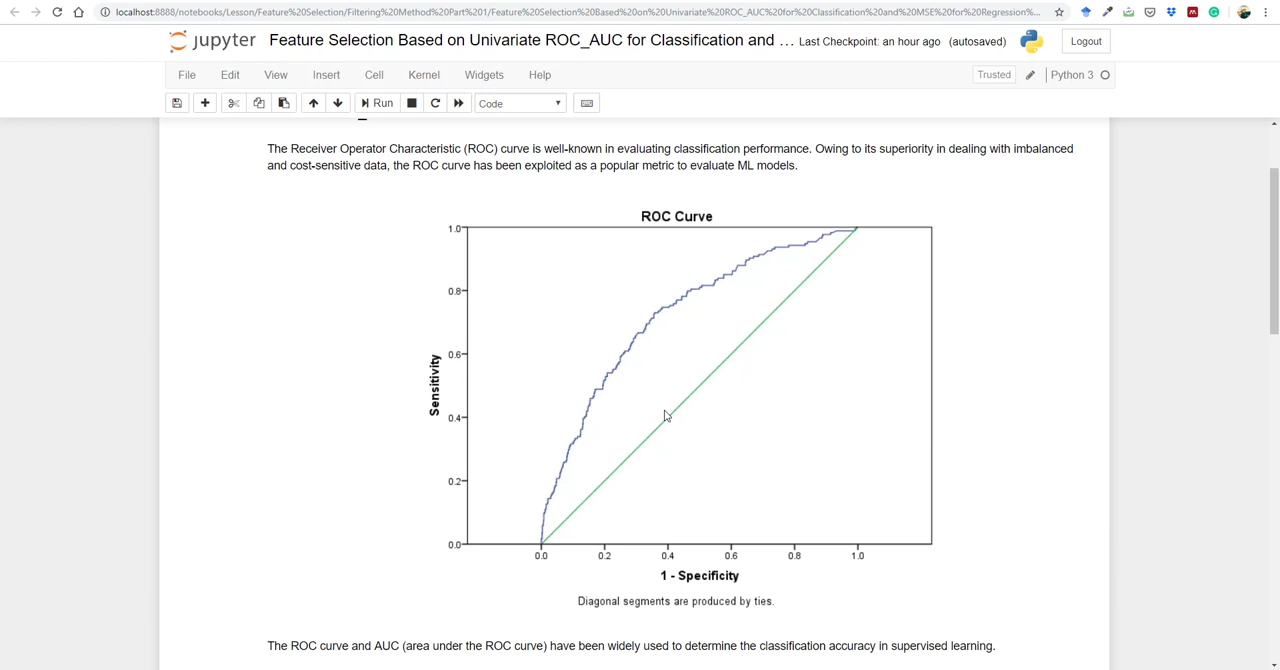 localhost:8888/notebooks/Lesson/Feature%20Selection/Filtering%20Method%20Part%201/Feature%20Selection%20Based%20on%20Univariate%20ROC_AUC%20for%20Classification%20and%20MSE%20for%20Regression%...
jupyter Feature Selection Based on Univariate ROC_AUC for Classification and ... Last Checkpoint: an hour ago (autosaved) Logout
File Edit View Insert Cell Kernel Widgets Help Trusted Python 3
Run Code
The Receiver Operator Characteristic (ROC) curve is well-known in evaluating classification performance. Owing to its superiority in dealing with imbalanced
and cost-sensitive data, the ROC curve has been exploited as a popular metric to evaluate ML models.
ROC Curve
1.0
0.8
0.6
Sensitivity
0.4
0.2
0.0
0.0 0.2 0.4 0.6 0.8 1.0
1 - Specificity
Diagonal segments are produced by ties.
The ROC curve and AUC (area under the ROC curve) have been widely used to determine the classification accuracy in supervised learning.